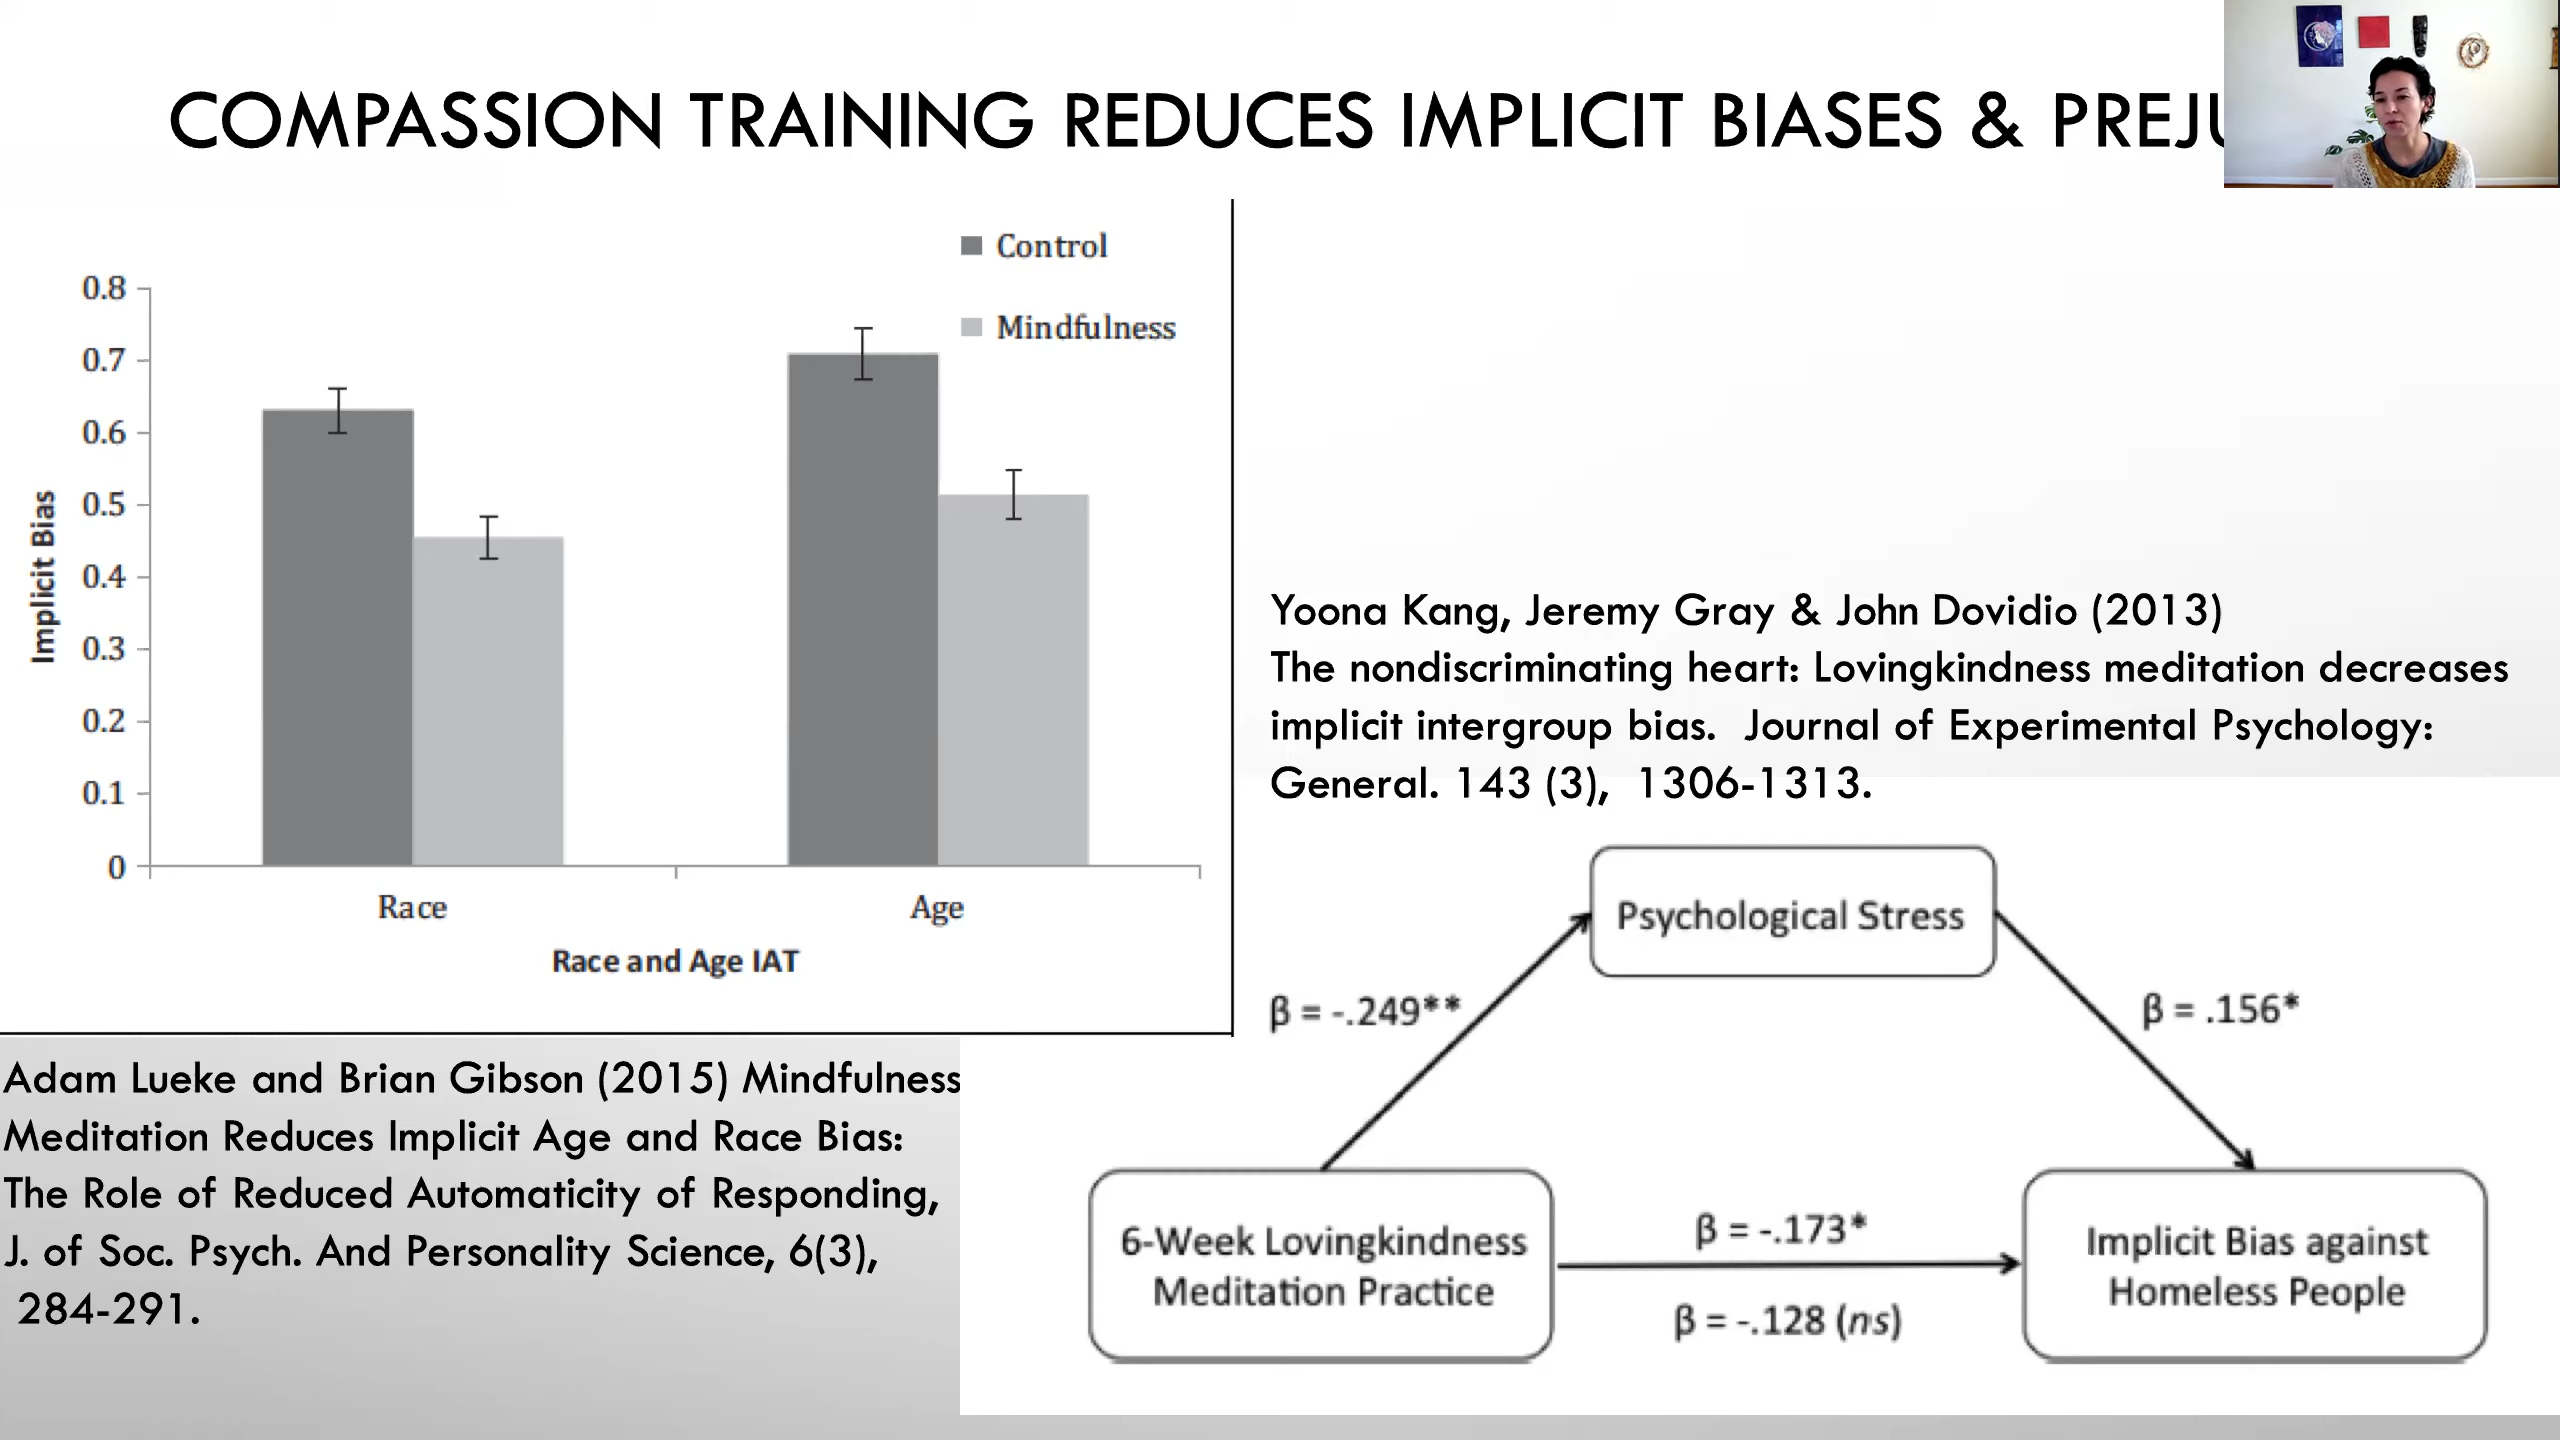 COMPASSION TRAINING REDUCES IMPLICIT BIASES & PREJU
Control
Mindfulness
0.8
0.7
0.6
0.5
0.4
0.3
0.2
0.1
0
Implicit Bias
Race
Age
Race and Age IAT
Adam Lueke and Brian Gibson (2015) Mindfulness
Meditation Reduces Implicit Age and Race Bias:
The Role of Reduced Automaticity of Responding,
J. of Soc. Psych. And Personality Science, 6(3),
284-291.
Yoona Kang, Jeremy Gray & John Dovidio (2013)
The nondiscriminating heart: Lovingkindness meditation decreases
implicit intergroup bias. Journal of Experimental Psychology:
General. 143 (3), 1306-1313.
Psychological Stress
β = -.249**
β = .156*
6-Week Lovingkindness
Meditation Practice
β = -.173*
β = -.128 (ns)
Implicit Bias against
Homeless People